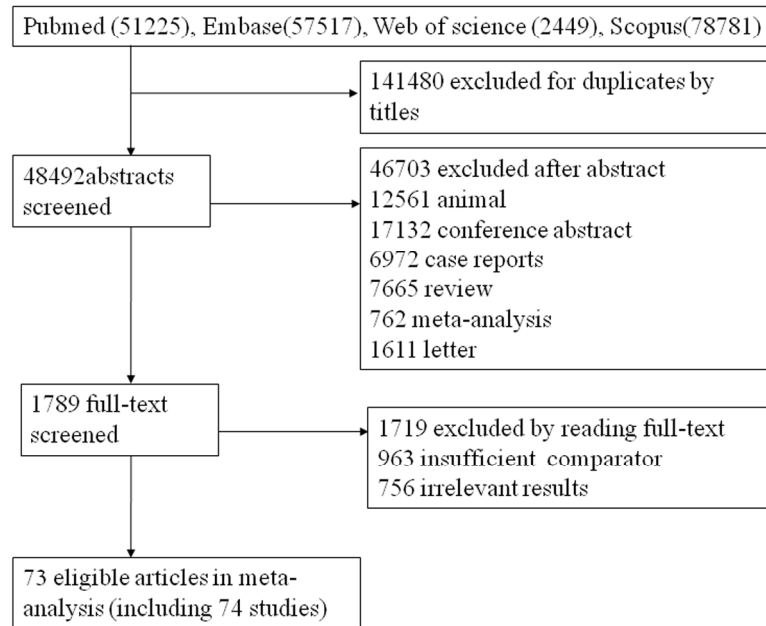 Pubmed (51225), Embase(57517), Web of science (2449), Scopus(78781)
141480 excluded for duplicates by
titles
48492abstracts
screened
46703 excluded after abstract
12561 animal
17132 conference abstract
6972 case reports
7665 review
762 meta-analysis
1611 letter
1789 full-text
screened
1719 excluded by reading full-text
963 insufficient comparator
756 irrelevant results
73 eligible articles in meta-
analysis (including 74 studies)